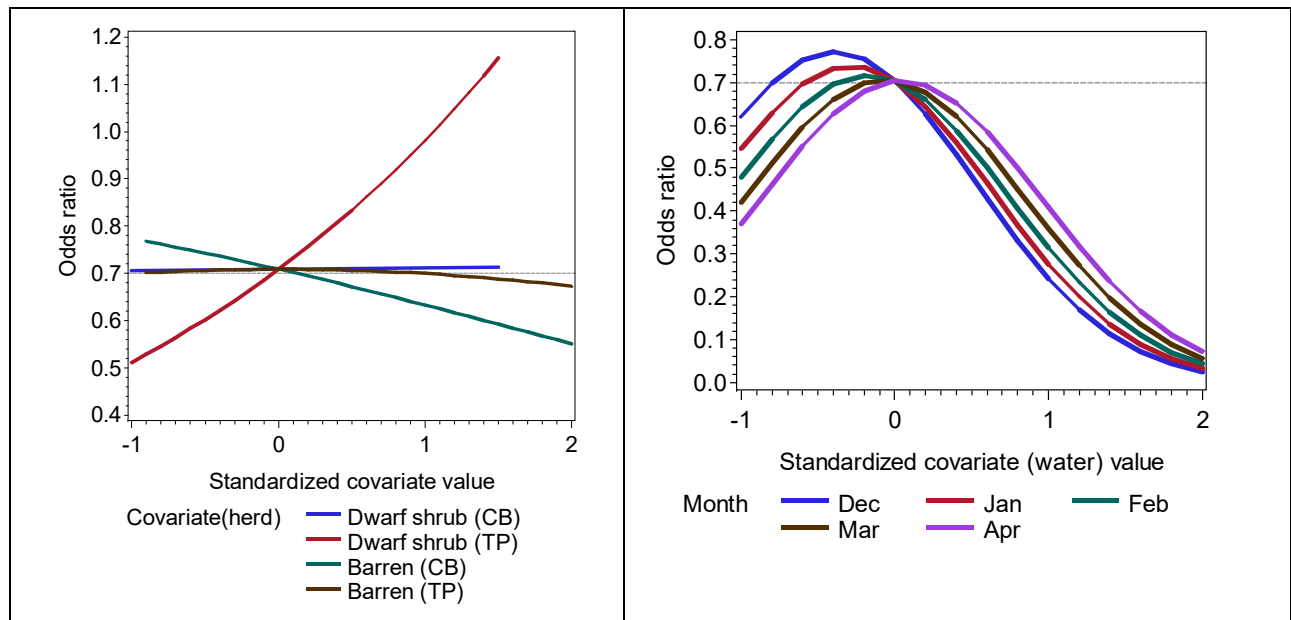 1.2
1.1
1.0
0.9
0.8
0.7
0.6
0.5
0.4
Odds ratio
-1 0 1 2
Standardized covariate value
Covariate(herd)
Dwarf shrub (CB)
Dwarf shrub (TP)
Barren (CB)
Barren (TP)
0.8
0.7
0.6
0.5
0.4
0.3
0.2
0.1
0.0
Odds ratio
-1 0 1 2
Standardized covariate (water) value
Month Dec Jan Feb
Mar Apr